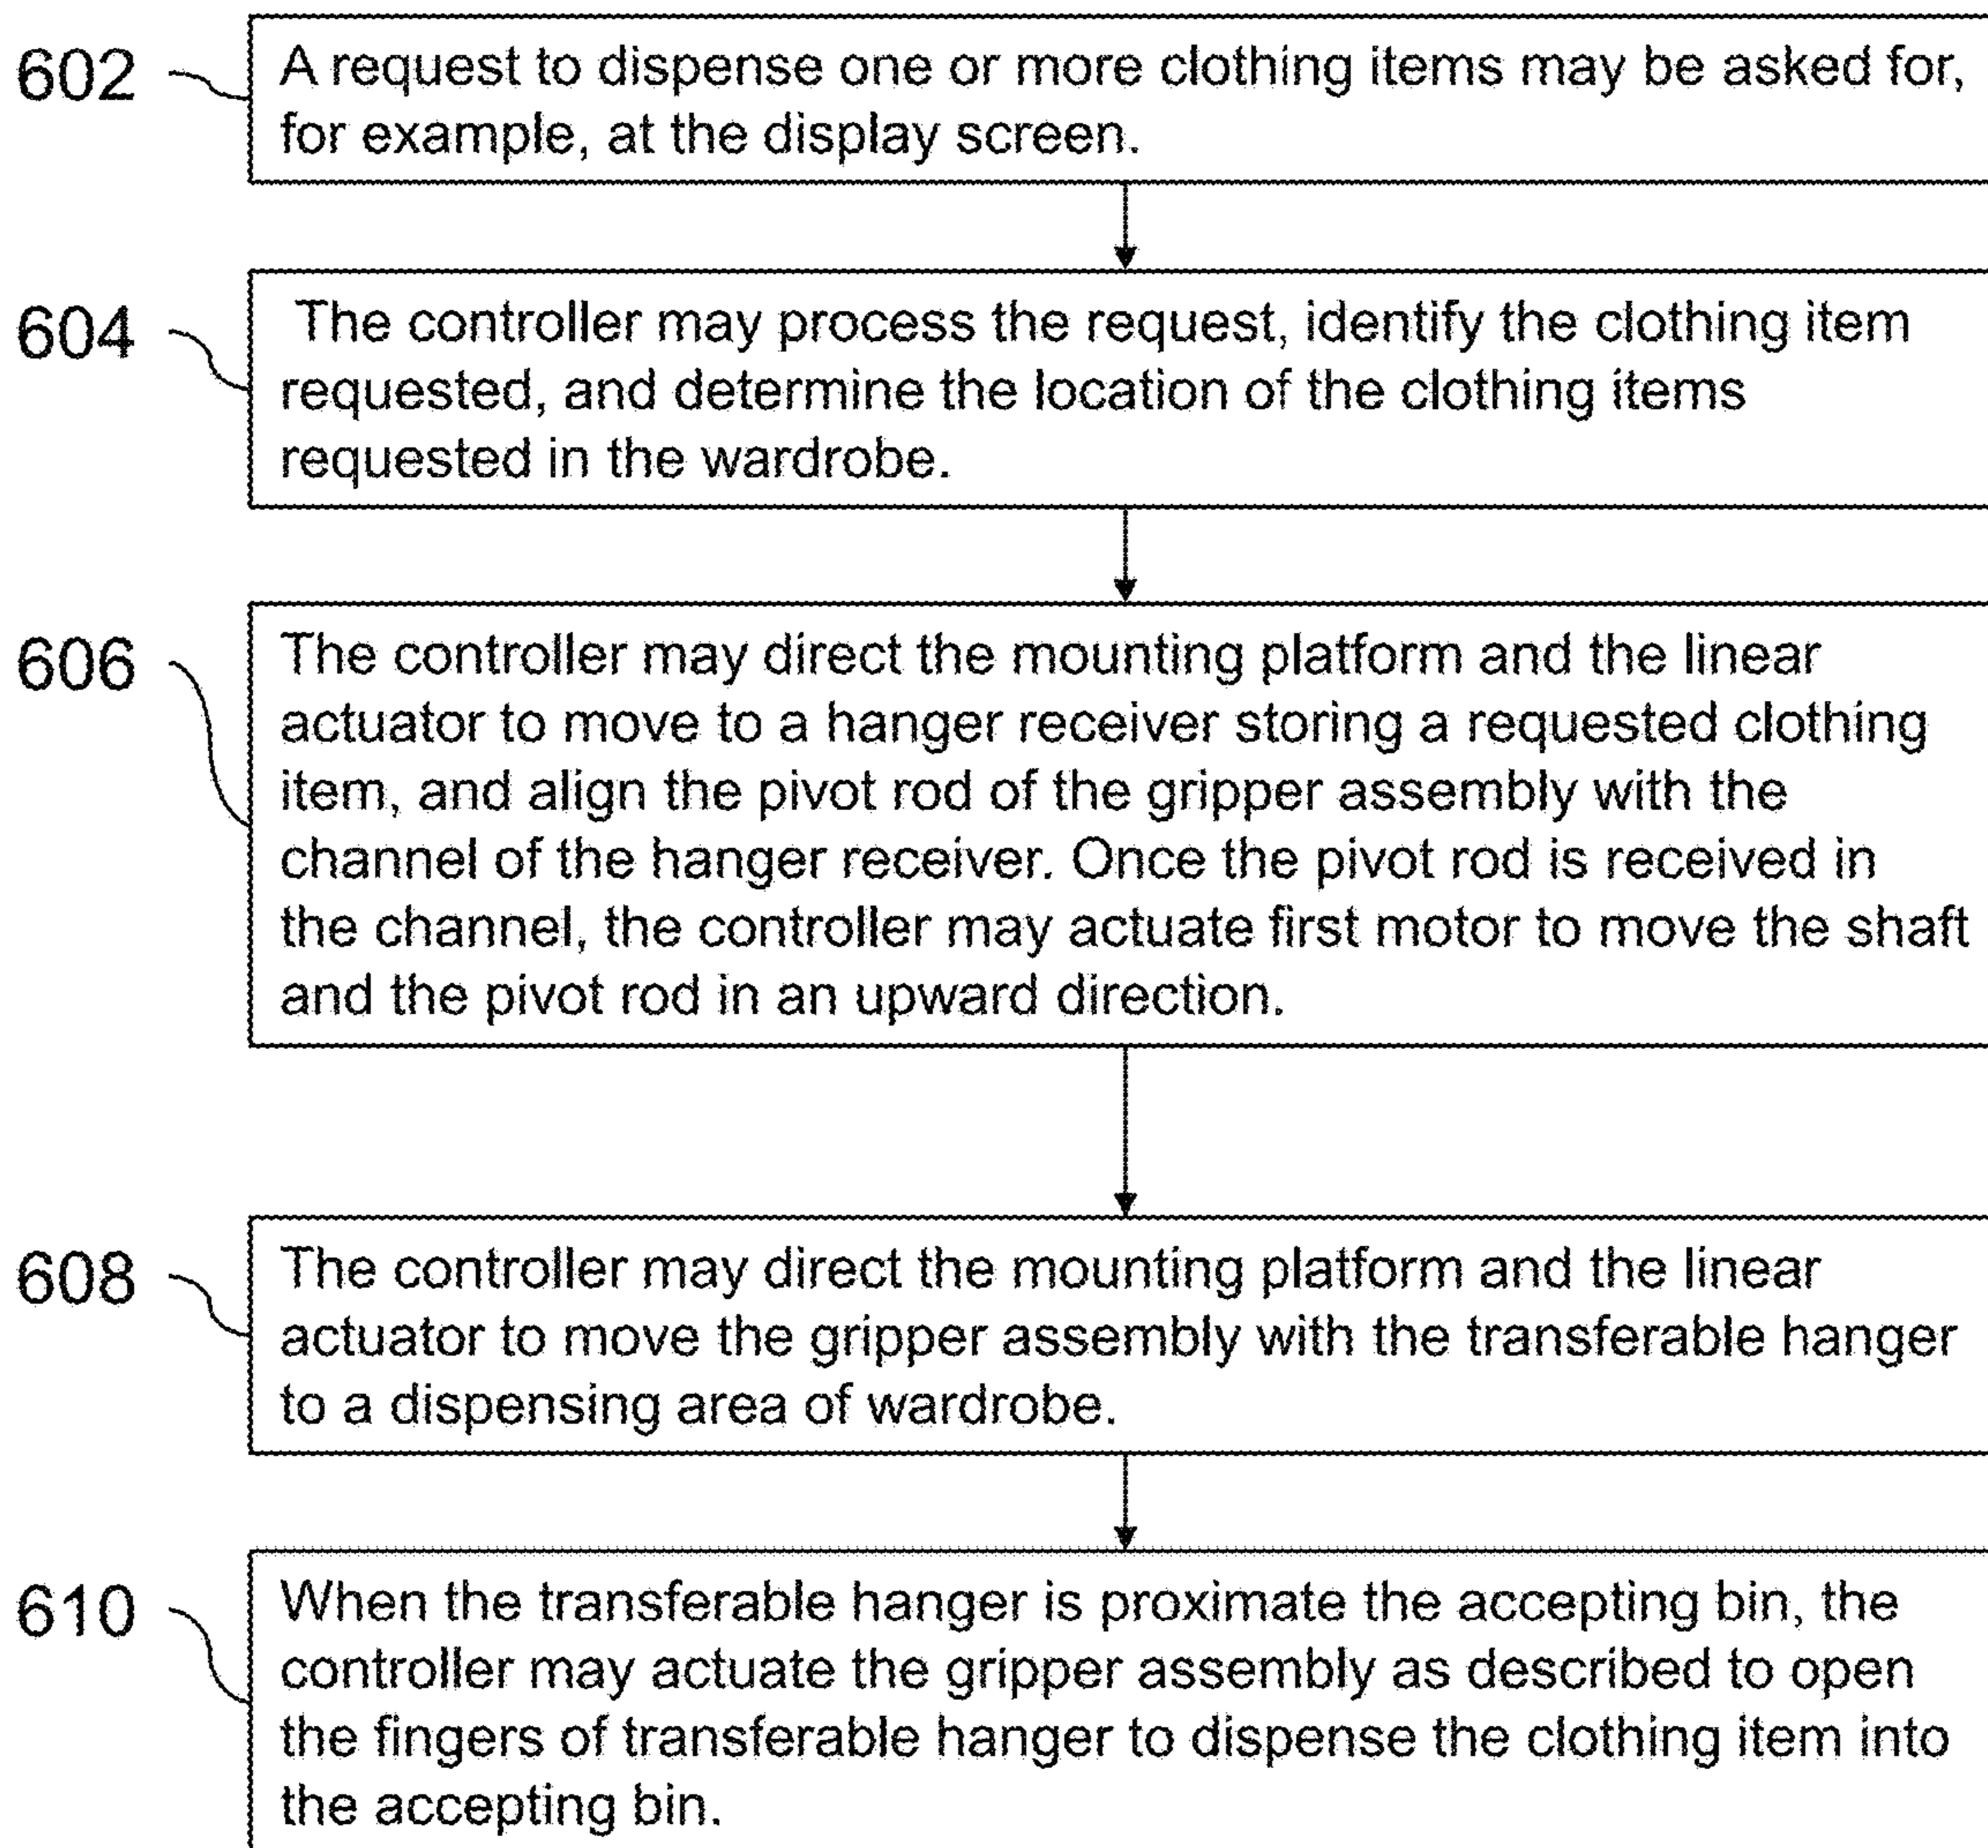 602
A request to dispense one or more clothing items may be asked for,
for example, at the display screen.
604
The controller may process the request, identify the clothing item
requested, and determine the location of the clothing items
requested in the wardrobe.
606
The controller may direct the mounting platform and the linear
actuator to move to a hanger receiver storing a requested clothing
item, and align the pivot rod of the gripper assembly with the
channel of the hanger receiver. Once the pivot rod is received in
the channel, the controller may actuate first motor to move the shaft
and the pivot rod in an upward direction.
608
The controller may direct the mounting platform and the linear
actuator to move the gripper assembly with the transferable hanger
to a dispensing area of wardrobe.
610
When the transferable hanger is proximate the accepting bin, the
controller may actuate the gripper assembly as described to open
the fingers of transferable hanger to dispense the clothing item into
the accepting bin.